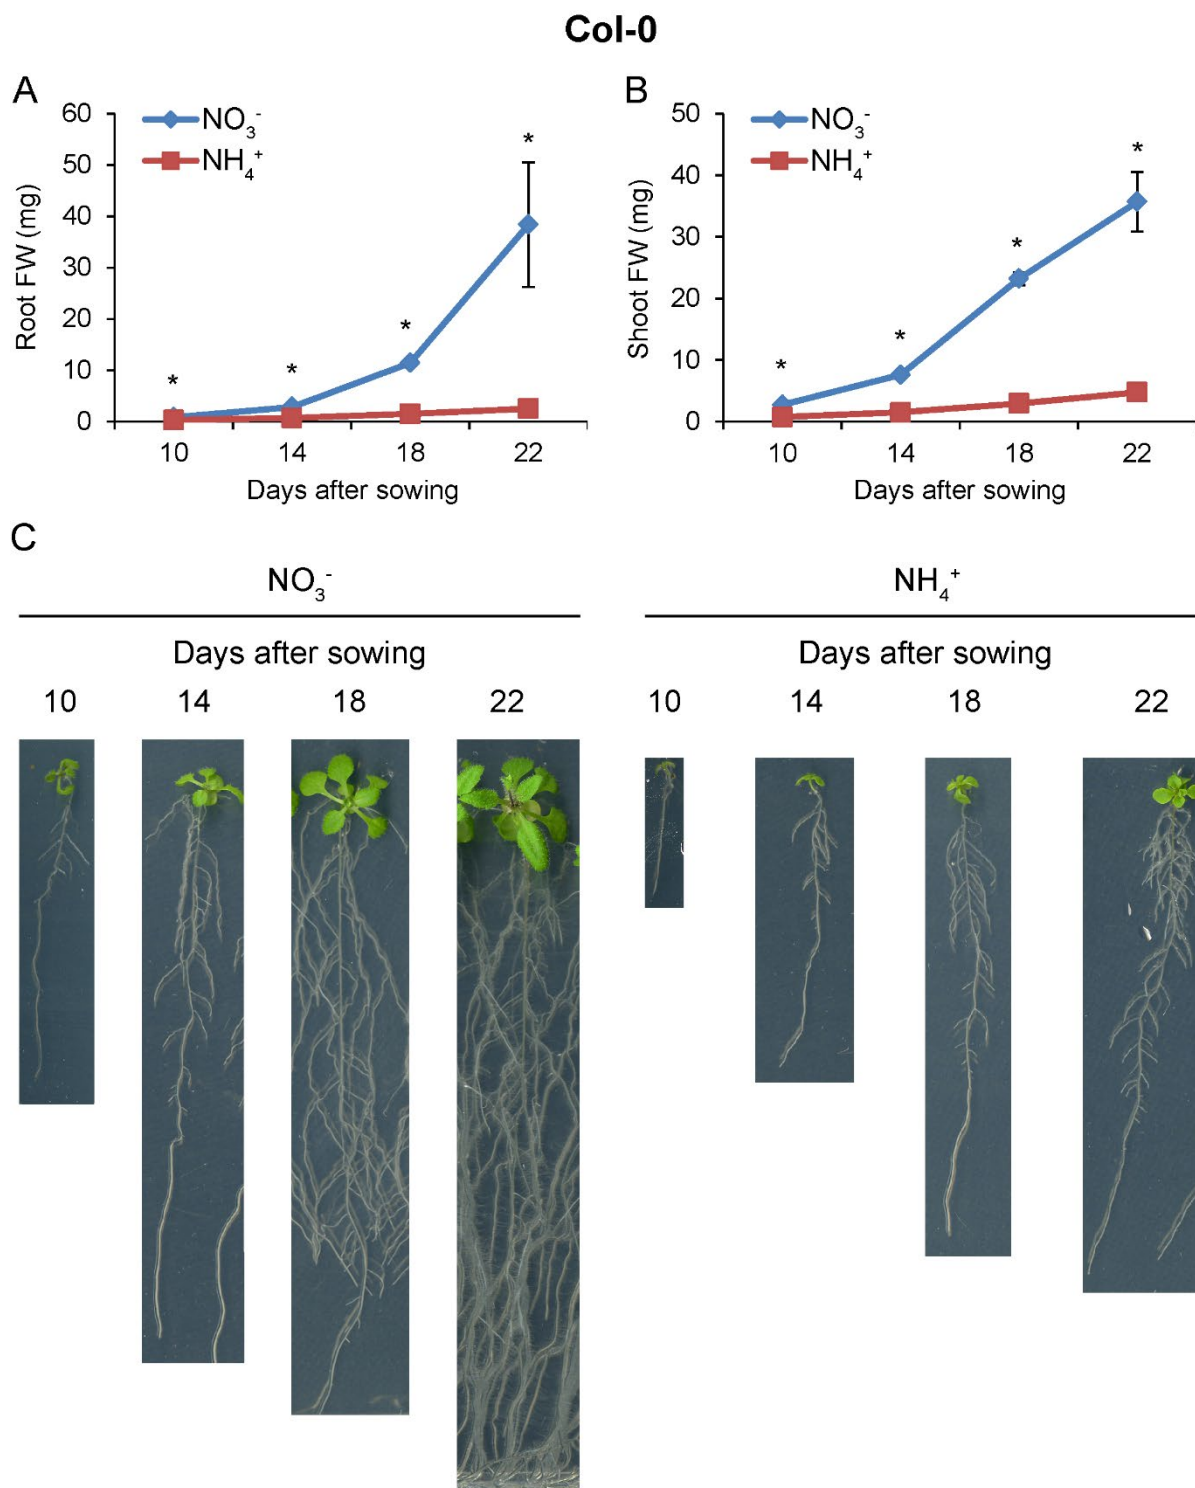 Col-0
A
NO₃⁻
NH₄⁺
60
50
40
30
20
10
0
Root FW (mg)
*
*
*
*
10 14 18 22
Days after sowing
B
NO₃⁻
NH₄⁺
50
40
30
20
10
0
Shoot FW (mg)
*
*
*
*
10 14 18 22
Days after sowing
C
NO₃⁻
Days after sowing
10 14 18 22
NH₄⁺
Days after sowing
10 14 18 22